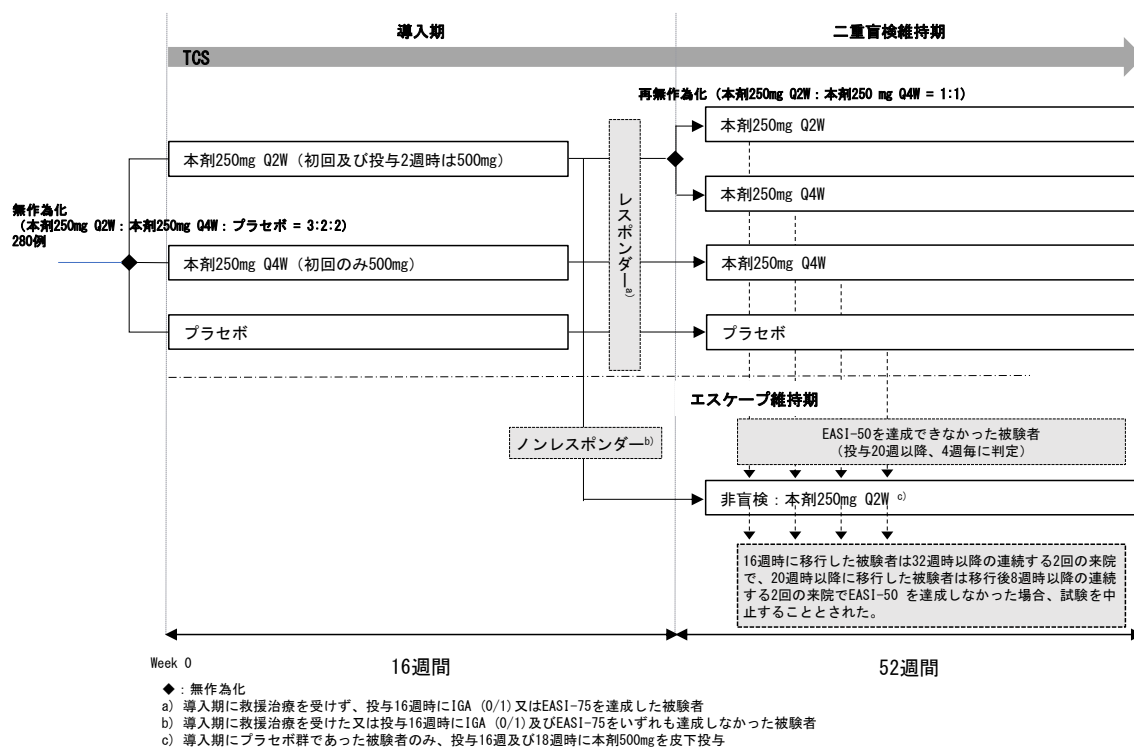 導入期
二重盲検維持期
TCS
再無作為化（本剤250mg Q2W：本剤250 mg Q4W = 1:1）
本剤250mg Q2W
本剤250mg Q2W（初回及び投与2週時は500mg）
本剤250mg Q4W
無作為化
（本剤250mg Q2W：本剤250mg Q4W：プラセボ = 3:2:2）
280例
レスポンダーa)
本剤250mg Q4W（初回のみ500mg）
本剤250mg Q4W
プラセボ
プラセボ
エスケープ維持期
ノンレスポンダーb)
EASI-50を達成できなかった被験者
（投与20週以降、4週毎に判定）
非盲検：本剤250mg Q2W c)
16週時に移行した被験者は32週時以降の連続する2回の来院
で、20週時以降に移行した被験者は移行後8週時以降の連続
する2回の来院でEASI-50 を達成しなかった場合、試験を中
止することとされた。
Week 0
16週間
52週間
◆：無作為化
a) 導入期に救援治療を受けず、投与16週時にIGA (0/1)又はEASI-75を達成した被験者
b) 導入期に救援治療を受けた又は投与16週時にIGA (0/1)及びEASI-75をいずれも達成しなかった被験者
c) 導入期にプラセボ群であった被験者のみ、投与16週及び18週時に本剤500mgを皮下投与